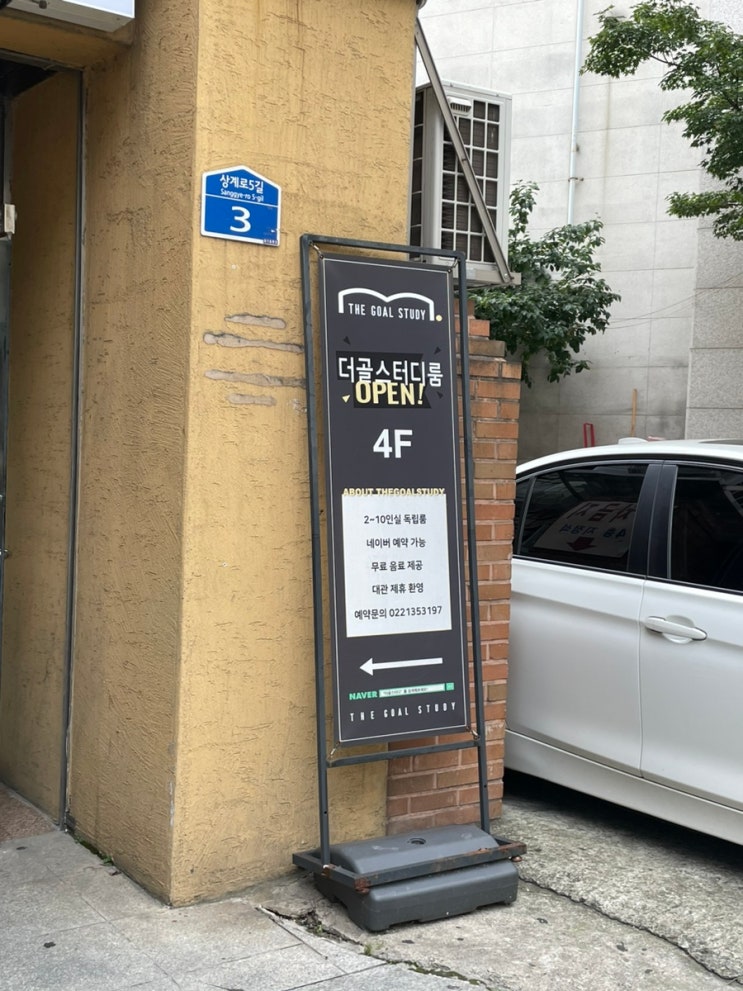 상계로5길
Sanggye-ro 5-gil
3
THE GOAL STUDY
더골스터디룸
OPEN!
4F
ABOUT THEGOALSTUDY
2~10인실 독립룸
네이버 예약 가능
무료 음료 제공
대관 제휴 환영
예약문의 0221353197
NAVER
THE GOAL STUDY